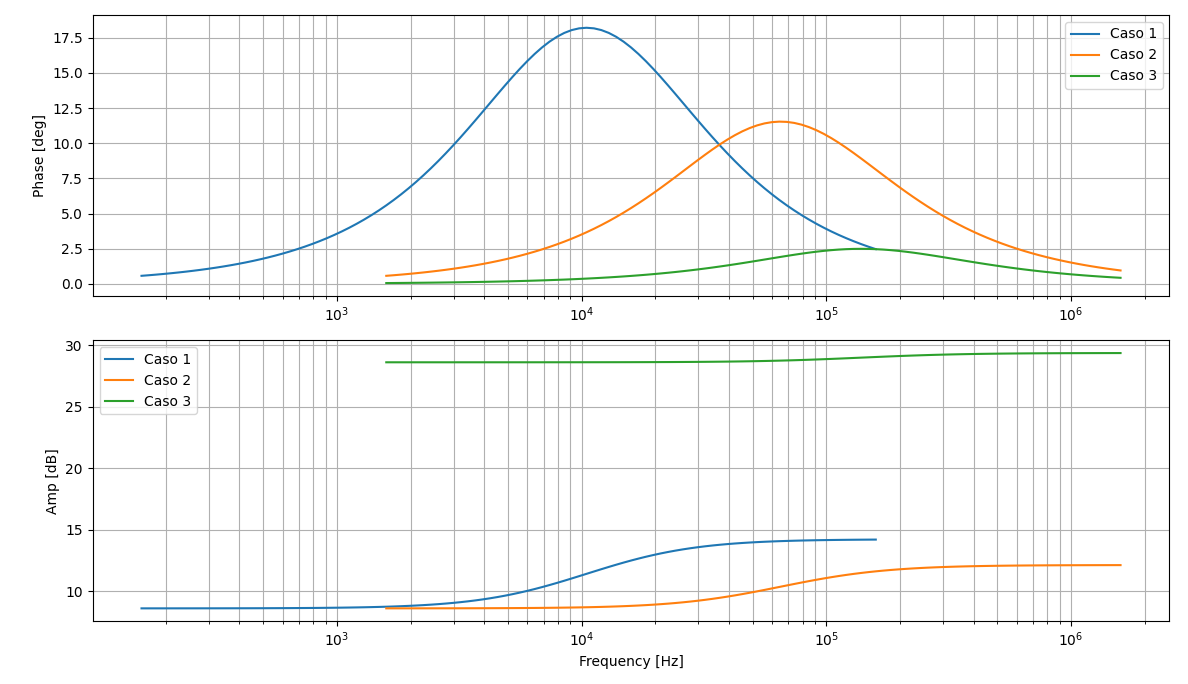 17.5
15.0
12.5
10.0
7.5
5.0
2.5
0.0
Phase [deg]
Caso 1
Caso 2
Caso 3
10³
10⁴
10⁵
10⁶
30
25
20
15
10
Amp [dB]
Caso 1
Caso 2
Caso 3
10³
10⁴
10⁵
10⁶
Frequency [Hz]